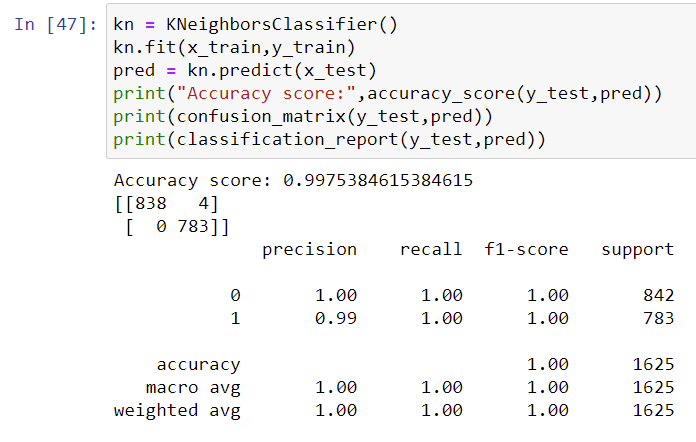 In [47]: kn = KNeighborsClassifier()
kn.fit(x_train,y_train)
pred = kn.predict(x_test)
print("Accuracy score:",accuracy_score(y_test,pred))
print(confusion_matrix(y_test,pred))
print(classification_report(y_test,pred))
Accuracy score: 0.9975384615384615
[[838   4]
 [  0 783]]
              precision    recall  f1-score   support
           0       1.00      1.00      1.00       842
           1       0.99      1.00      1.00       783
    accuracy                           1.00      1625
   macro avg       1.00      1.00      1.00      1625
weighted avg       1.00      1.00      1.00      1625